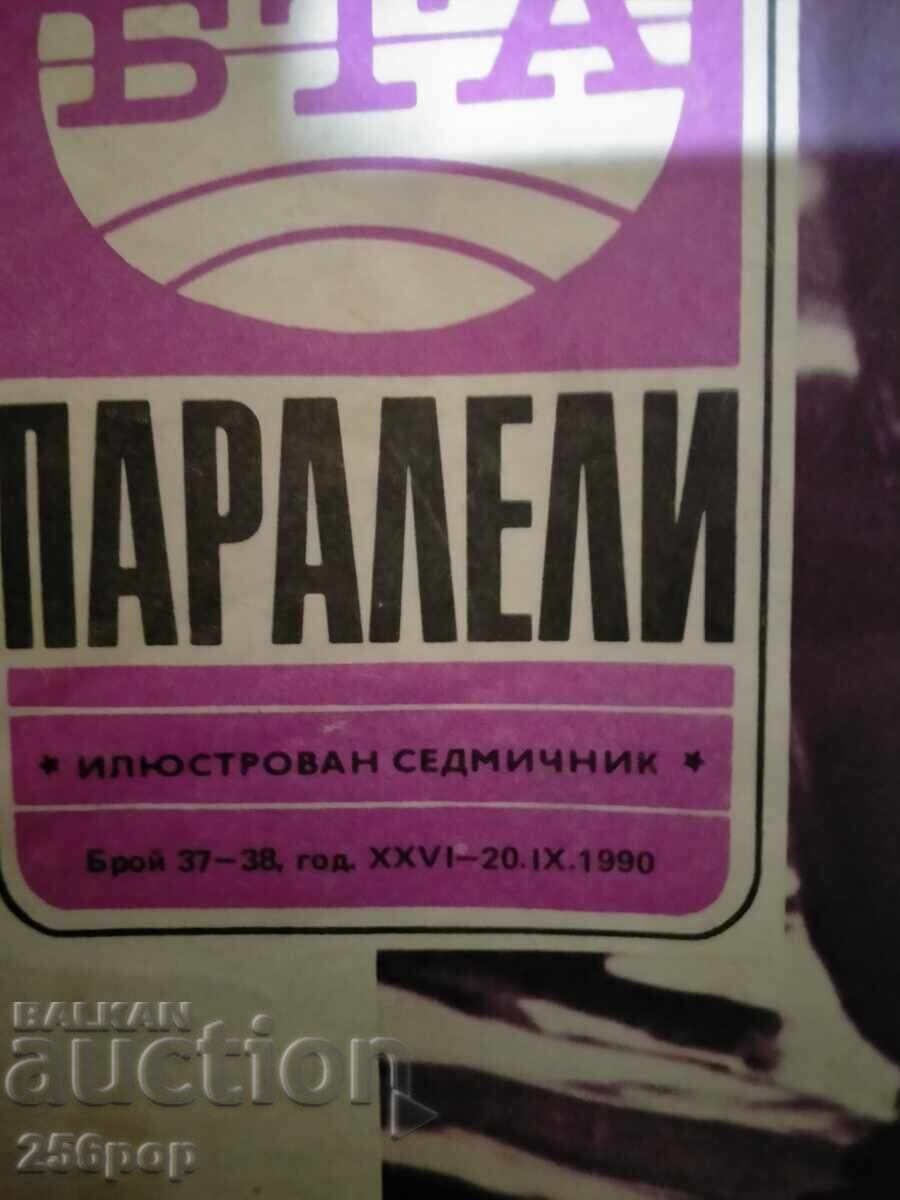 БТА
ПАРАЛЕЛИ
* ИЛЮСТРОВАН СЕДМИЧНИК *
Брой 37–38, год. XXVI–20.IX.1990
BALKAN
auction
256pop